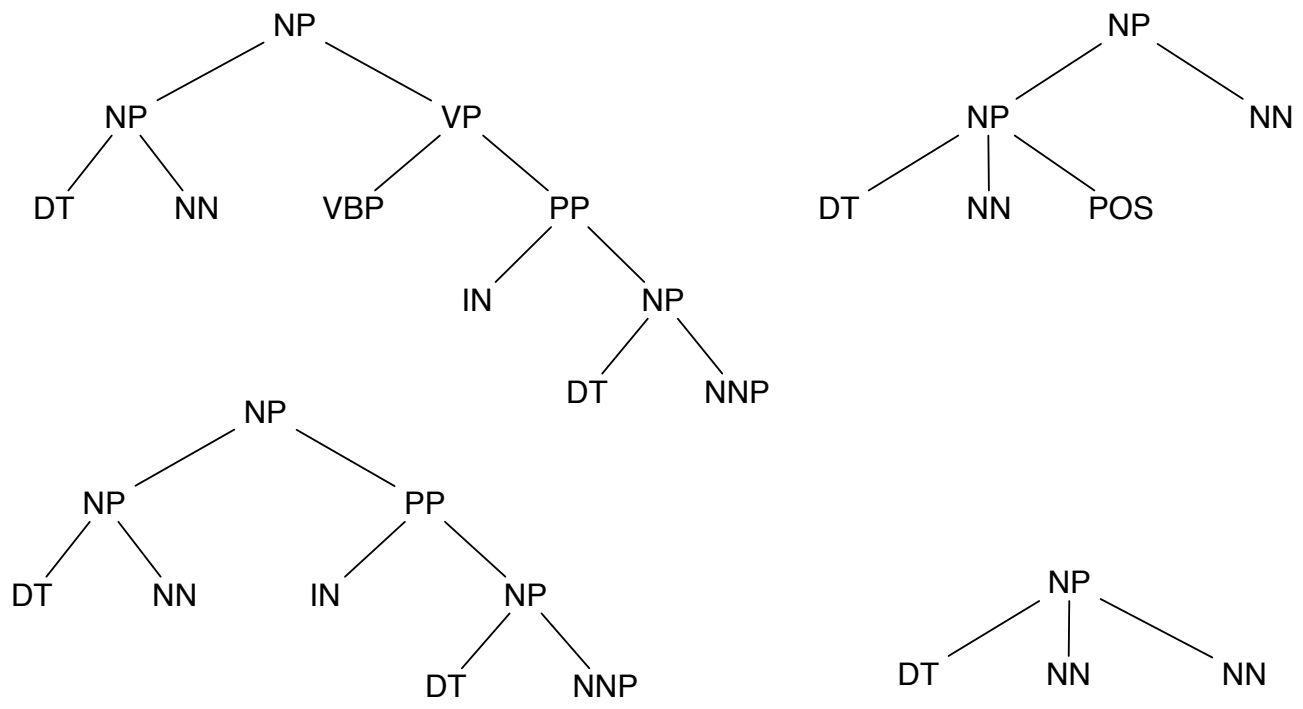 NP
NP VP
DT NN VBP PP
IN NP
DT NNP
NP
NP NN
DT NN POS
NP
NP PP
DT NN IN NP
DT NNP
NP
DT NN NN